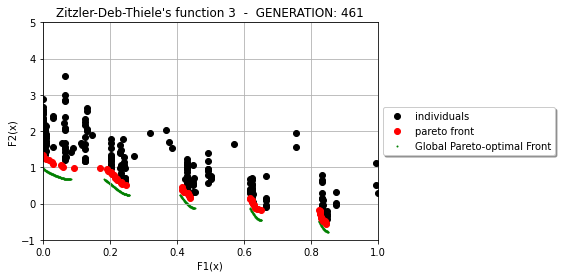 Zitzler-Deb-Thiele's function 3 - GENERATION: 461
5
4
3
2
1
0
−1
F2(x)
individuals
pareto front
Global Pareto-optimal Front
0.0 0.2 0.4 0.6 0.8 1.0
F1(x)